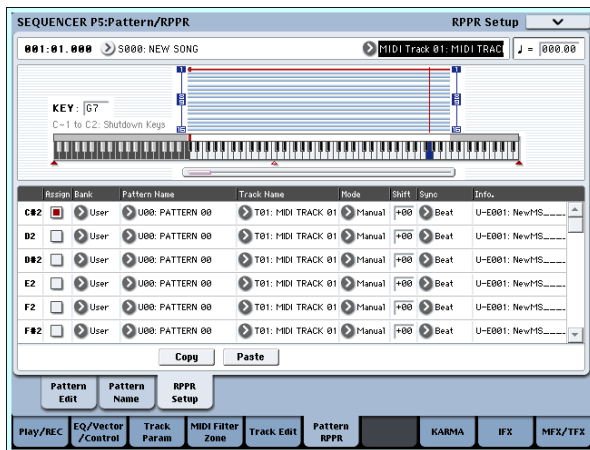 SEQUENCER P5:Pattern/RPPR RPPR Setup
001:01.000 S000: NEW SONG MIDI Track 01: MIDI TRAC ♩ = 000.00
KEY: G7
C-1 to C2: Shutdown Keys
Assign Bank Pattern Name Track Name Mode Shift Sync Info.
C#2 User U00: PATTERN 00 T01: MIDI TRACK 01 Manual +00 Beat U-E001: NewMS____
D2 User U00: PATTERN 00 T01: MIDI TRACK 01 Manual +00 Beat U-E001: NewMS____
D#2 User U00: PATTERN 00 T01: MIDI TRACK 01 Manual +00 Beat U-E001: NewMS____
E2 User U00: PATTERN 00 T01: MIDI TRACK 01 Manual +00 Beat U-E001: NewMS____
F2 User U00: PATTERN 00 T01: MIDI TRACK 01 Manual +00 Beat U-E001: NewMS____
F#2 User U00: PATTERN 00 T01: MIDI TRACK 01 Manual +00 Beat U-E001: NewMS____
Copy Paste
Pattern Edit Pattern Name RPPR Setup
Play/REC EQ/Vector /Control Track Param MIDI Filter Zone Track Edit Pattern RPPR KARMA IFX MFX/TFX